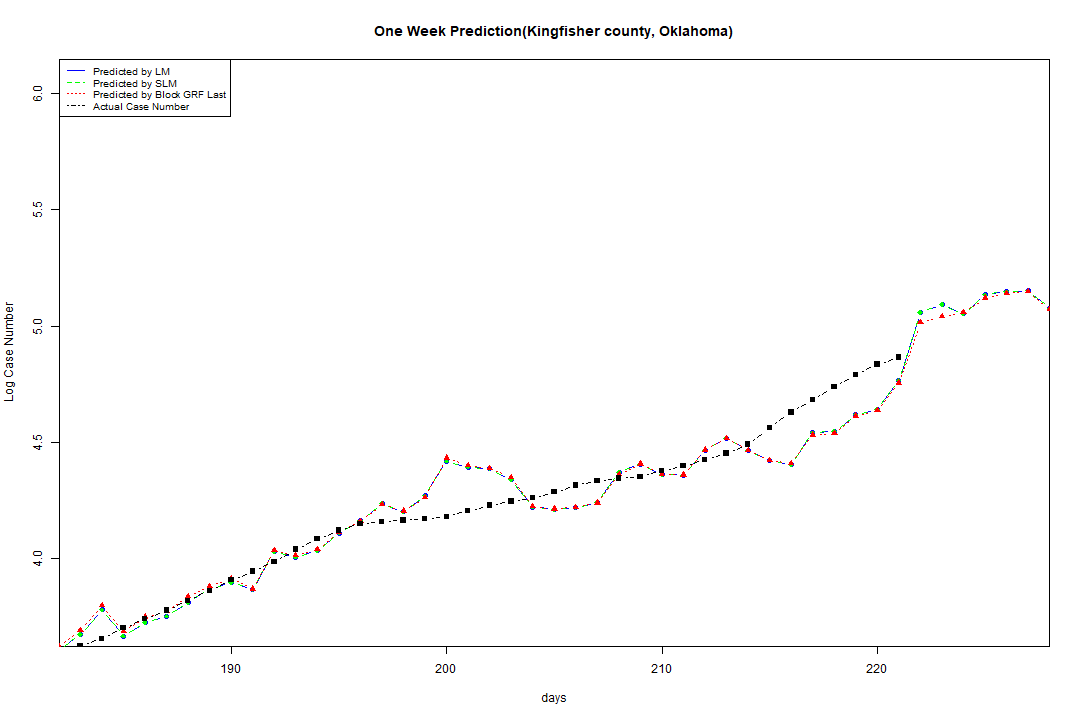 One Week Prediction(Kingfisher county, Oklahoma)
Predicted by LM
Predicted by SLM
Predicted by Block GRF Last
Actual Case Number
6.0
5.5
5.0
4.5
4.0
Log Case Number
190 200 210 220
days